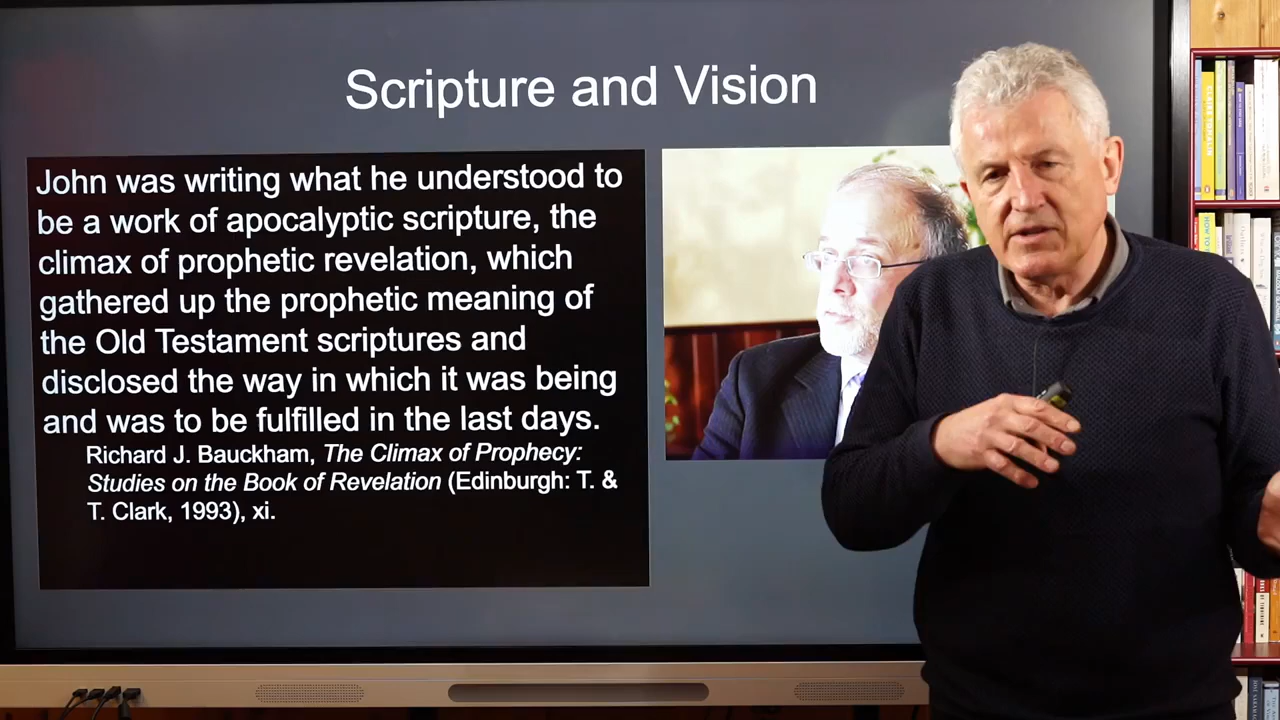 Scripture and Vision
John was writing what he understood to
be a work of apocalyptic scripture, the
climax of prophetic revelation, which
gathered up the prophetic meaning of
the Old Testament scriptures and
disclosed the way in which it was being
and was to be fulfilled in the last days.
Richard J. Bauckham, The Climax of Prophecy:
Studies on the Book of Revelation (Edinburgh: T. &
T. Clark, 1993), xi.